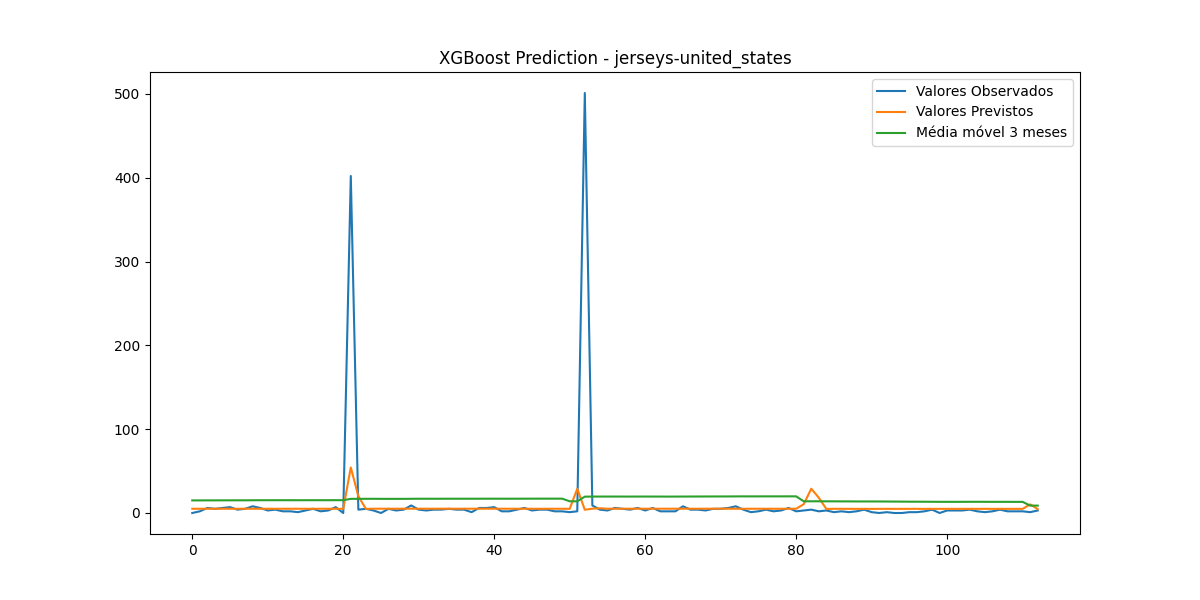 XGBoost Prediction - jerseys-united_states
Valores Observados
Valores Previstos
Média móvel 3 meses
500
400
300
200
100
0
0 20 40 60 80 100